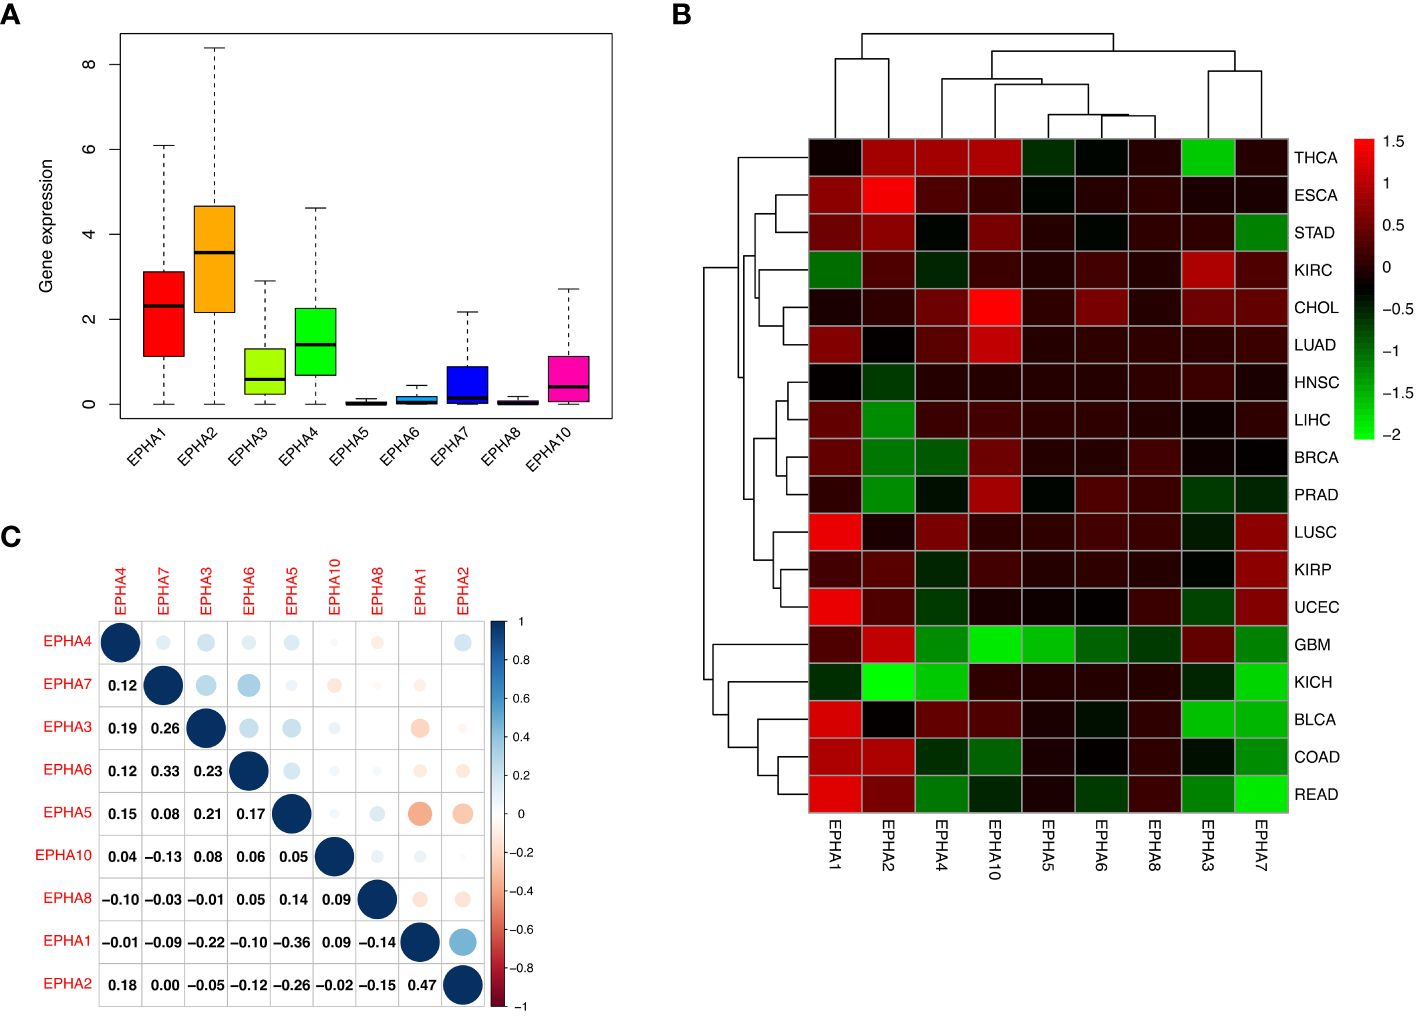 A
8
6
4
2
0
Gene expression
EPHA1
EPHA2
EPHA3
EPHA4
EPHA5
EPHA6
EPHA7
EPHA8
EPHA10
B
THCA
ESCA
STAD
KIRC
CHOL
LUAD
HNSC
LIHC
BRCA
PRAD
LUSC
KIRP
UCEC
GBM
KICH
BLCA
COAD
READ
EPHA1
EPHA2
EPHA4
EPHA10
EPHA5
EPHA6
EPHA8
EPHA3
EPHA7
1.5
1
0.5
0
−0.5
−1
−1.5
−2
C
EPHA4
EPHA7
EPHA3
EPHA6
EPHA5
EPHA10
EPHA8
EPHA1
EPHA2
EPHA4
EPHA7 0.12
EPHA3 0.19 0.26
EPHA6 0.12 0.33 0.23
EPHA5 0.15 0.08 0.21 0.17
EPHA10 0.04 −0.13 0.08 0.06 0.05
EPHA8 −0.10 −0.03 −0.01 0.05 0.14 0.09
EPHA1 −0.01 −0.09 −0.22 −0.10 −0.36 0.09 −0.14
EPHA2 0.18 0.00 −0.05 −0.12 −0.26 −0.02 −0.15 0.47
1
0.8
0.6
0.4
0.2
0
−0.2
−0.4
−0.6
−0.8
−1